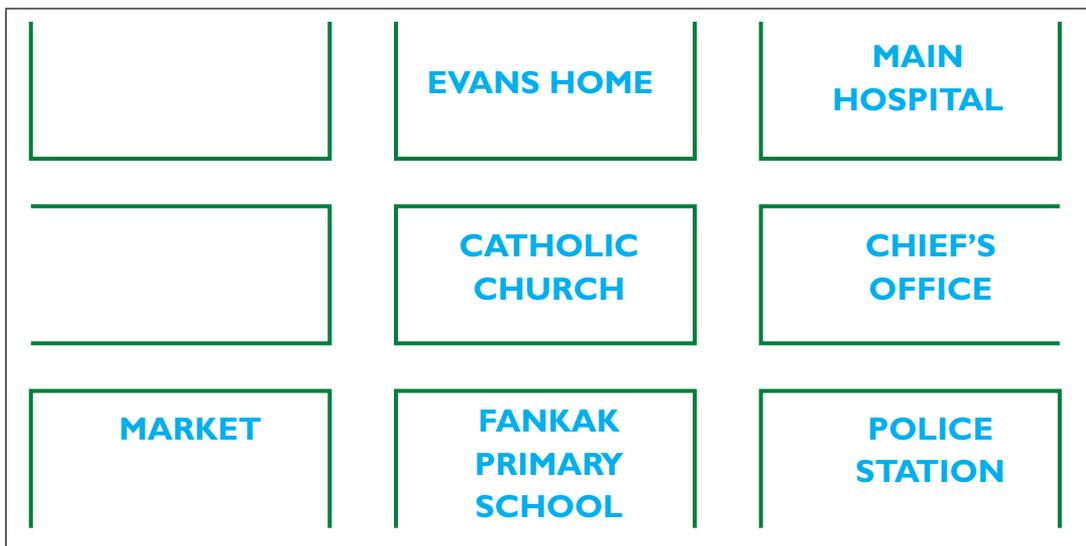 EVANS HOME
MAIN
HOSPITAL
CATHOLIC
CHURCH
CHIEF’S
OFFICE
MARKET
FANKAK
PRIMARY
SCHOOL
POLICE
STATION